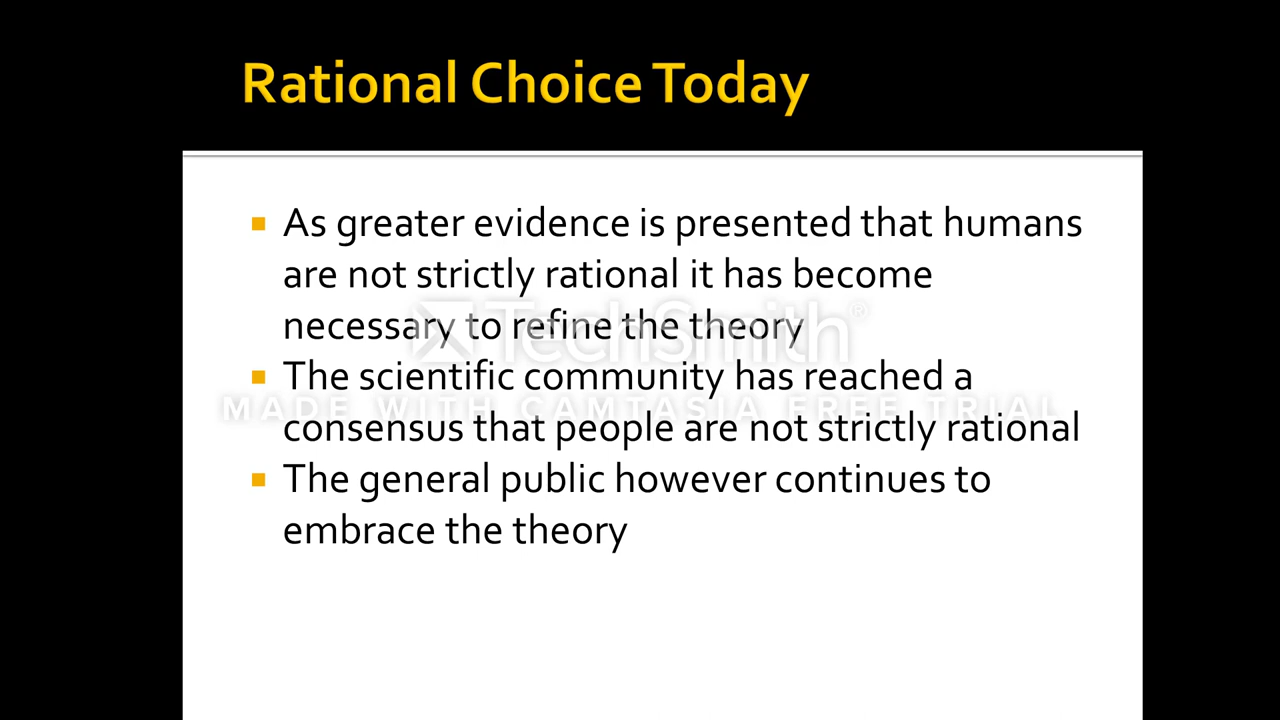 Rational Choice Today
As greater evidence is presented that humans
are not strictly rational it has become
necessary to refine the theory
TechSmith®
The scientific community has reached a
MADE WITH CAMTASIA FREE TRIAL
consensus that people are not strictly rational
The general public however continues to
embrace the theory